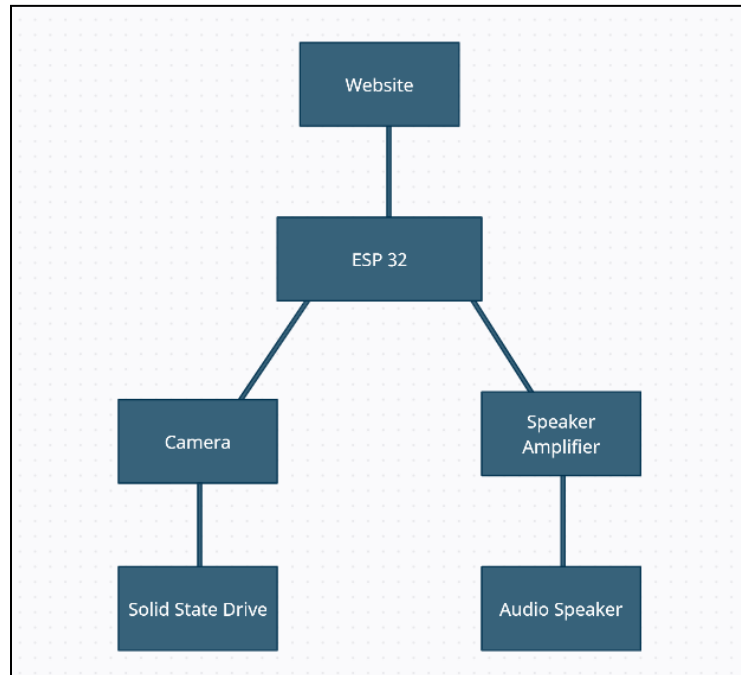 Website
ESP 32
Camera
Speaker
Amplifier
Solid State Drive
Audio Speaker